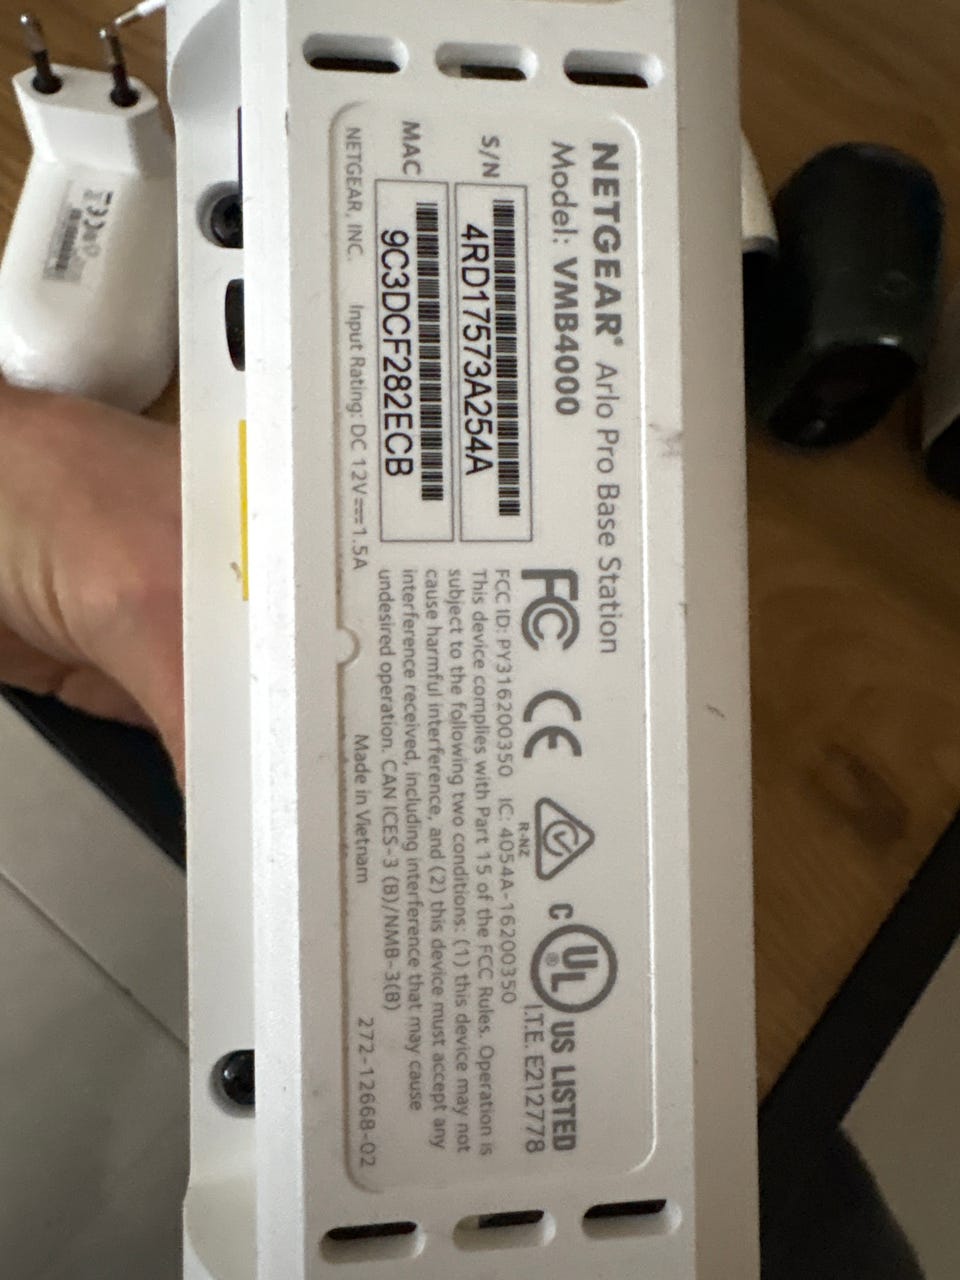 NETGEAR® Arlo Pro Base Station
Model: VMB4000
S/N
4RD17573A254A
MAC
9C3DCF282ECB
NETGEAR, INC. Input Rating: DC 12V⎓1.5A
FC CE
R-NZ
C UL® US LISTED
I.T.E. E212778
FCC ID: PY316200350 IC: 4054A-16200350
This device complies with Part 15 of the FCC Rules. Operation is
subject to the following two conditions: (1) this device may not
cause harmful interference, and (2) this device must accept any
interference received, including interference that may cause
undesired operation. CAN ICES-3 (B)/NMB-3(B)
Made in Vietnam 272-12668-02